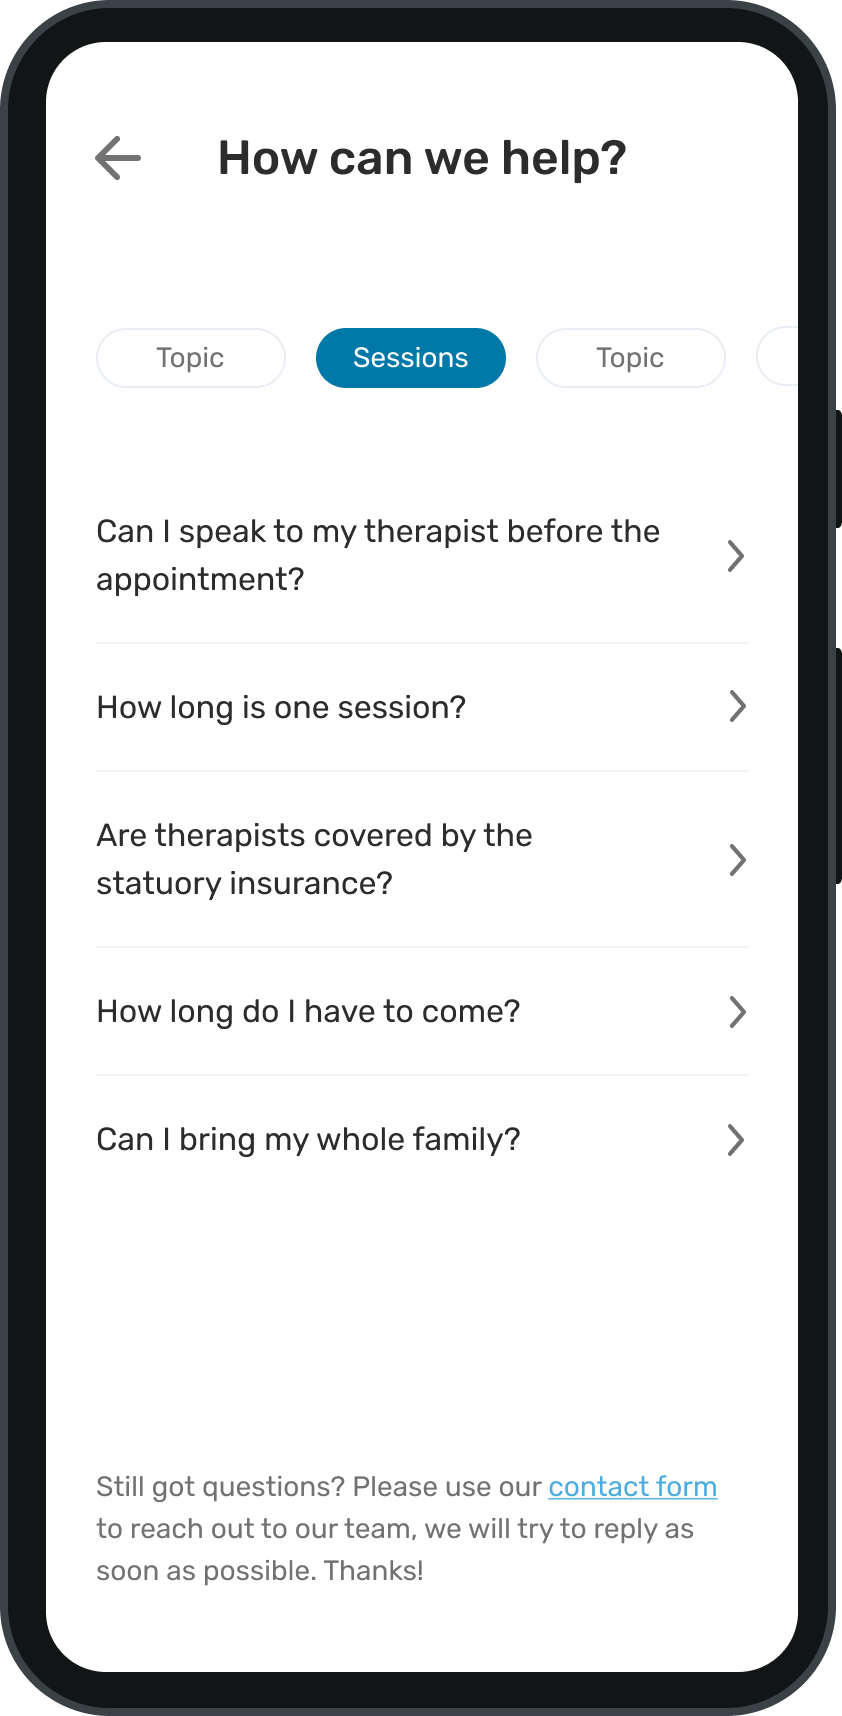 How can we help?
Topic
Sessions
Topic
Can I speak to my therapist before the
appointment?
How long is one session?
Are therapists covered by the
statuory insurance?
How long do I have to come?
Can I bring my whole family?
Still got questions? Please use our contact form
to reach out to our team, we will try to reply as
soon as possible. Thanks!